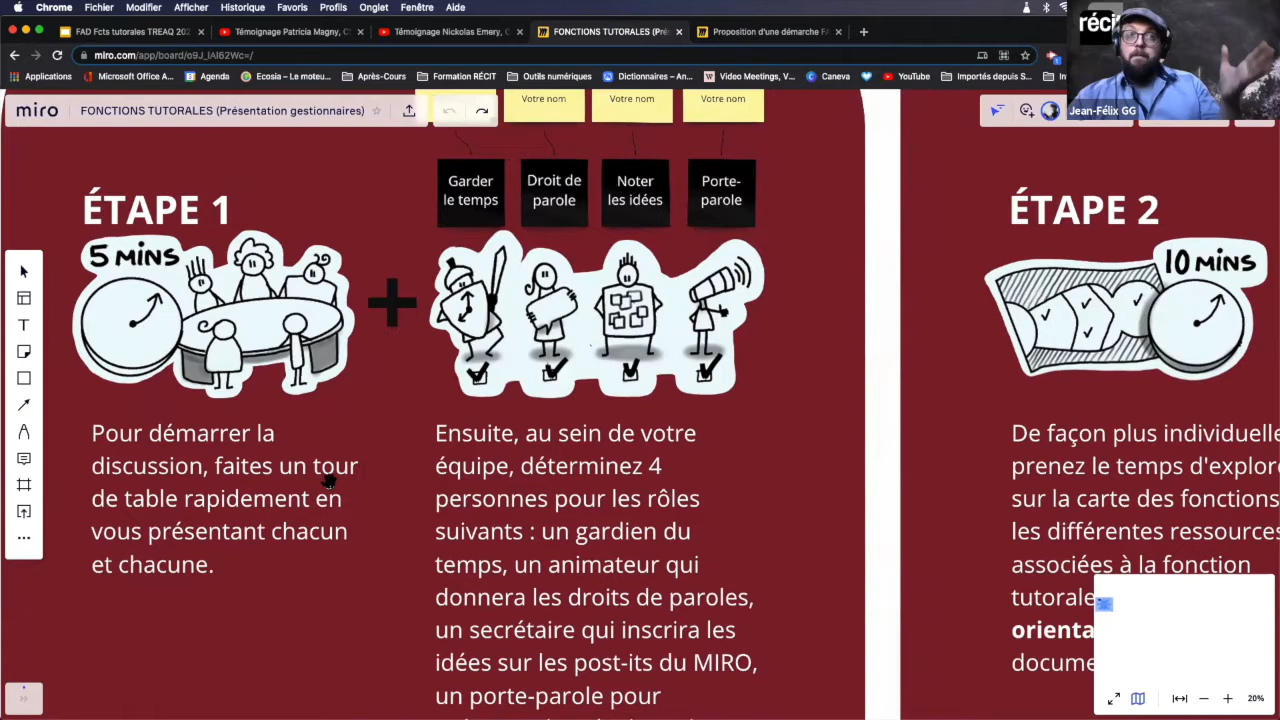 Chrome Fichier Modifier Afficher Historique Favoris Profils Onglet Fenêtre Aide
FAD Fcts tutorales TREAQ 202 Témoignage Patricia Magny, C Témoignage Nickolas Emery, C FONCTIONS TUTORALES (Pré Proposition d'une démarche FA
miro.com/app/board/o9J_lAl62Wc=/
Applications Microsoft Office A... Agenda Ecosia – Le moteu... Après-Cours Formation RÉCIT Outils numériques Dictionnaires – An... Video Meetings, V... Caneva YouTube Importés depuis S...
récit
Jean-Félix GG
miro FONCTIONS TUTORALES (Présentation gestionnaires)
Votre nom Votre nom Votre nom
Garder
le temps
Droit de
parole
Noter
les idées
Porte-
parole
ÉTAPE 1
5 MINS
Pour démarrer la
discussion, faites un tour
de table rapidement en
vous présentant chacun
et chacune.
Ensuite, au sein de votre
équipe, déterminez 4
personnes pour les rôles
suivants : un gardien du
temps, un animateur qui
donnera les droits de paroles,
un secrétaire qui inscrira les
idées sur les post-its du MIRO,
un porte-parole pour
ÉTAPE 2
10 MINS
De façon plus individuelle
prenez le temps d'explor
sur la carte des fonctions
les différentes ressources
associées à la fonction
tutorale
orienta
docume
20%